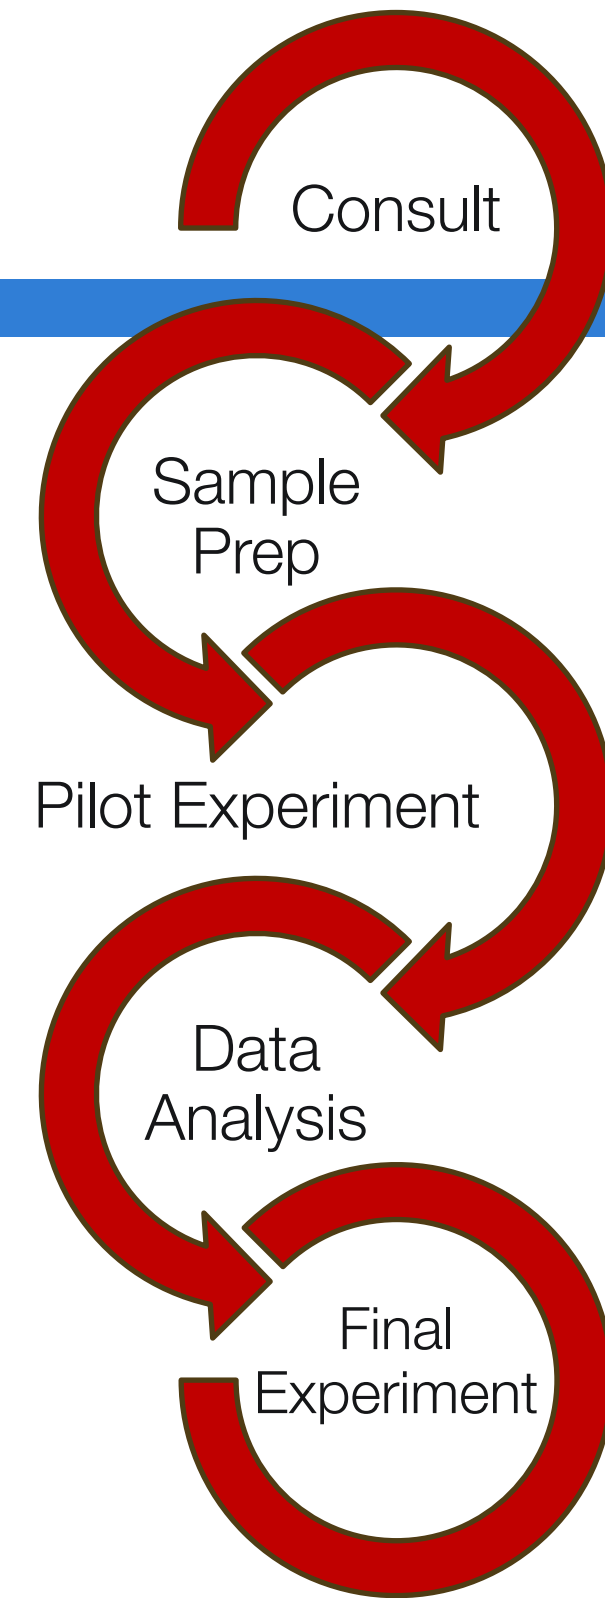 Consult
Sample
Prep
Pilot Experiment
Data
Analysis
Final
Experiment